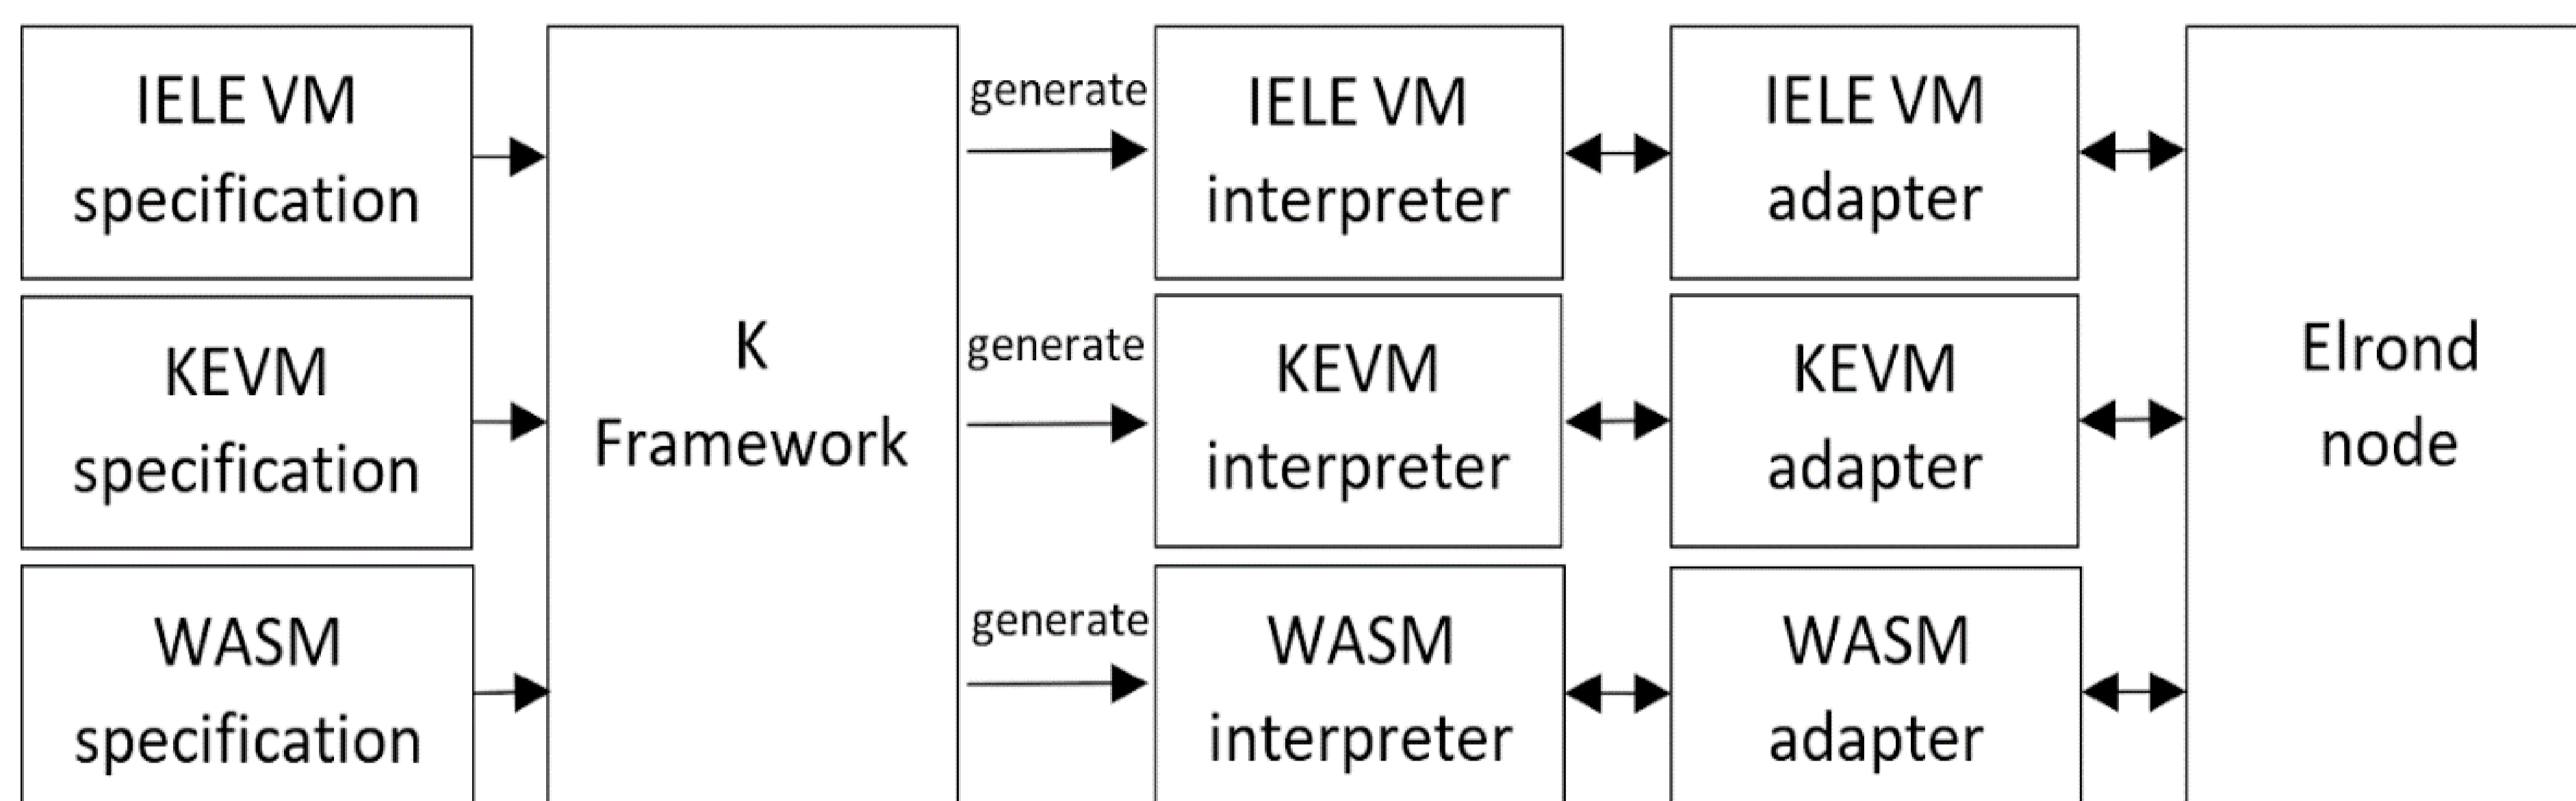 IELE VM
specification
KEVM
specification
WASM
specification
K
Framework
generate
generate
generate
IELE VM
interpreter
KEVM
interpreter
WASM
interpreter
IELE VM
adapter
KEVM
adapter
WASM
adapter
Elrond
node